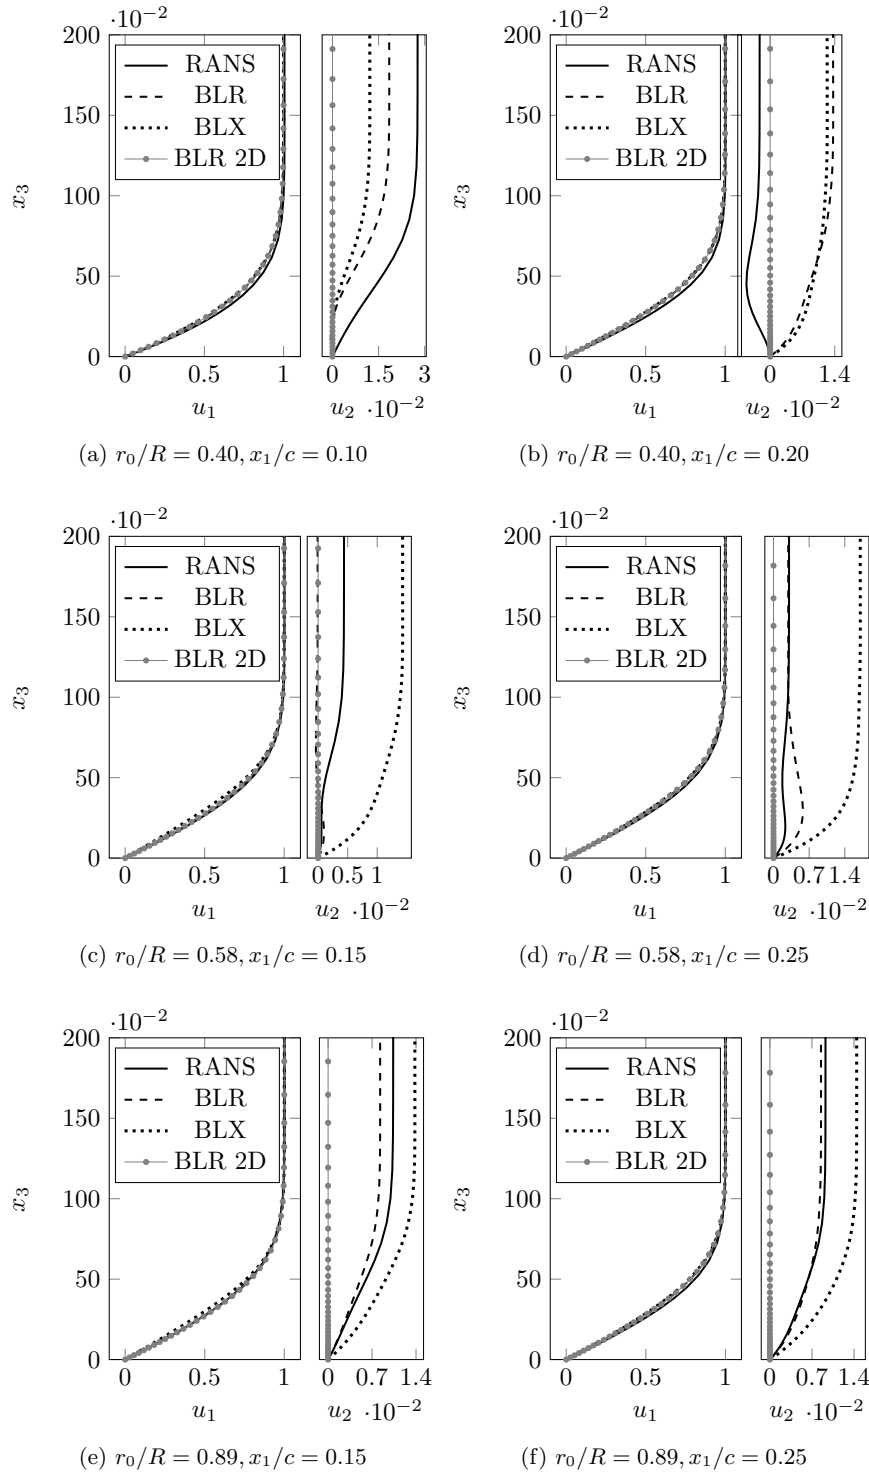 ·10⁻² ·10⁻²
200 200
RANS RANS
BLR BLR
150 150
BLX BLX
BLR 2D BLR 2D
x₃ 100 x₃ 100
50 50
0 0
0 0.5 1 0 1.5 3 0 0.5 1 0 1.4
u₁ u₂ ·10⁻² u₁ u₂ ·10⁻²
(a) r₀/R = 0.40, x₁/c = 0.10 (b) r₀/R = 0.40, x₁/c = 0.20
·10⁻² ·10⁻²
200 200
RANS RANS
BLR BLR
150 150
BLX BLX
BLR 2D BLR 2D
x₃ 100 x₃ 100
50 50
0 0
0 0.5 1 0 0.5 1 0 0.5 1 0 0.7 1.4
u₁ u₂ ·10⁻² u₁ u₂ ·10⁻²
(c) r₀/R = 0.58, x₁/c = 0.15 (d) r₀/R = 0.58, x₁/c = 0.25
·10⁻² ·10⁻²
200 200
RANS RANS
BLR BLR
150 150
BLX BLX
BLR 2D BLR 2D
x₃ 100 x₃ 100
50 50
0 0
0 0.5 1 0 0.7 1.4 0 0.5 1 0 0.7 1.4
u₁ u₂ ·10⁻² u₁ u₂ ·10⁻²
(e) r₀/R = 0.89, x₁/c = 0.15 (f) r₀/R = 0.89, x₁/c = 0.25